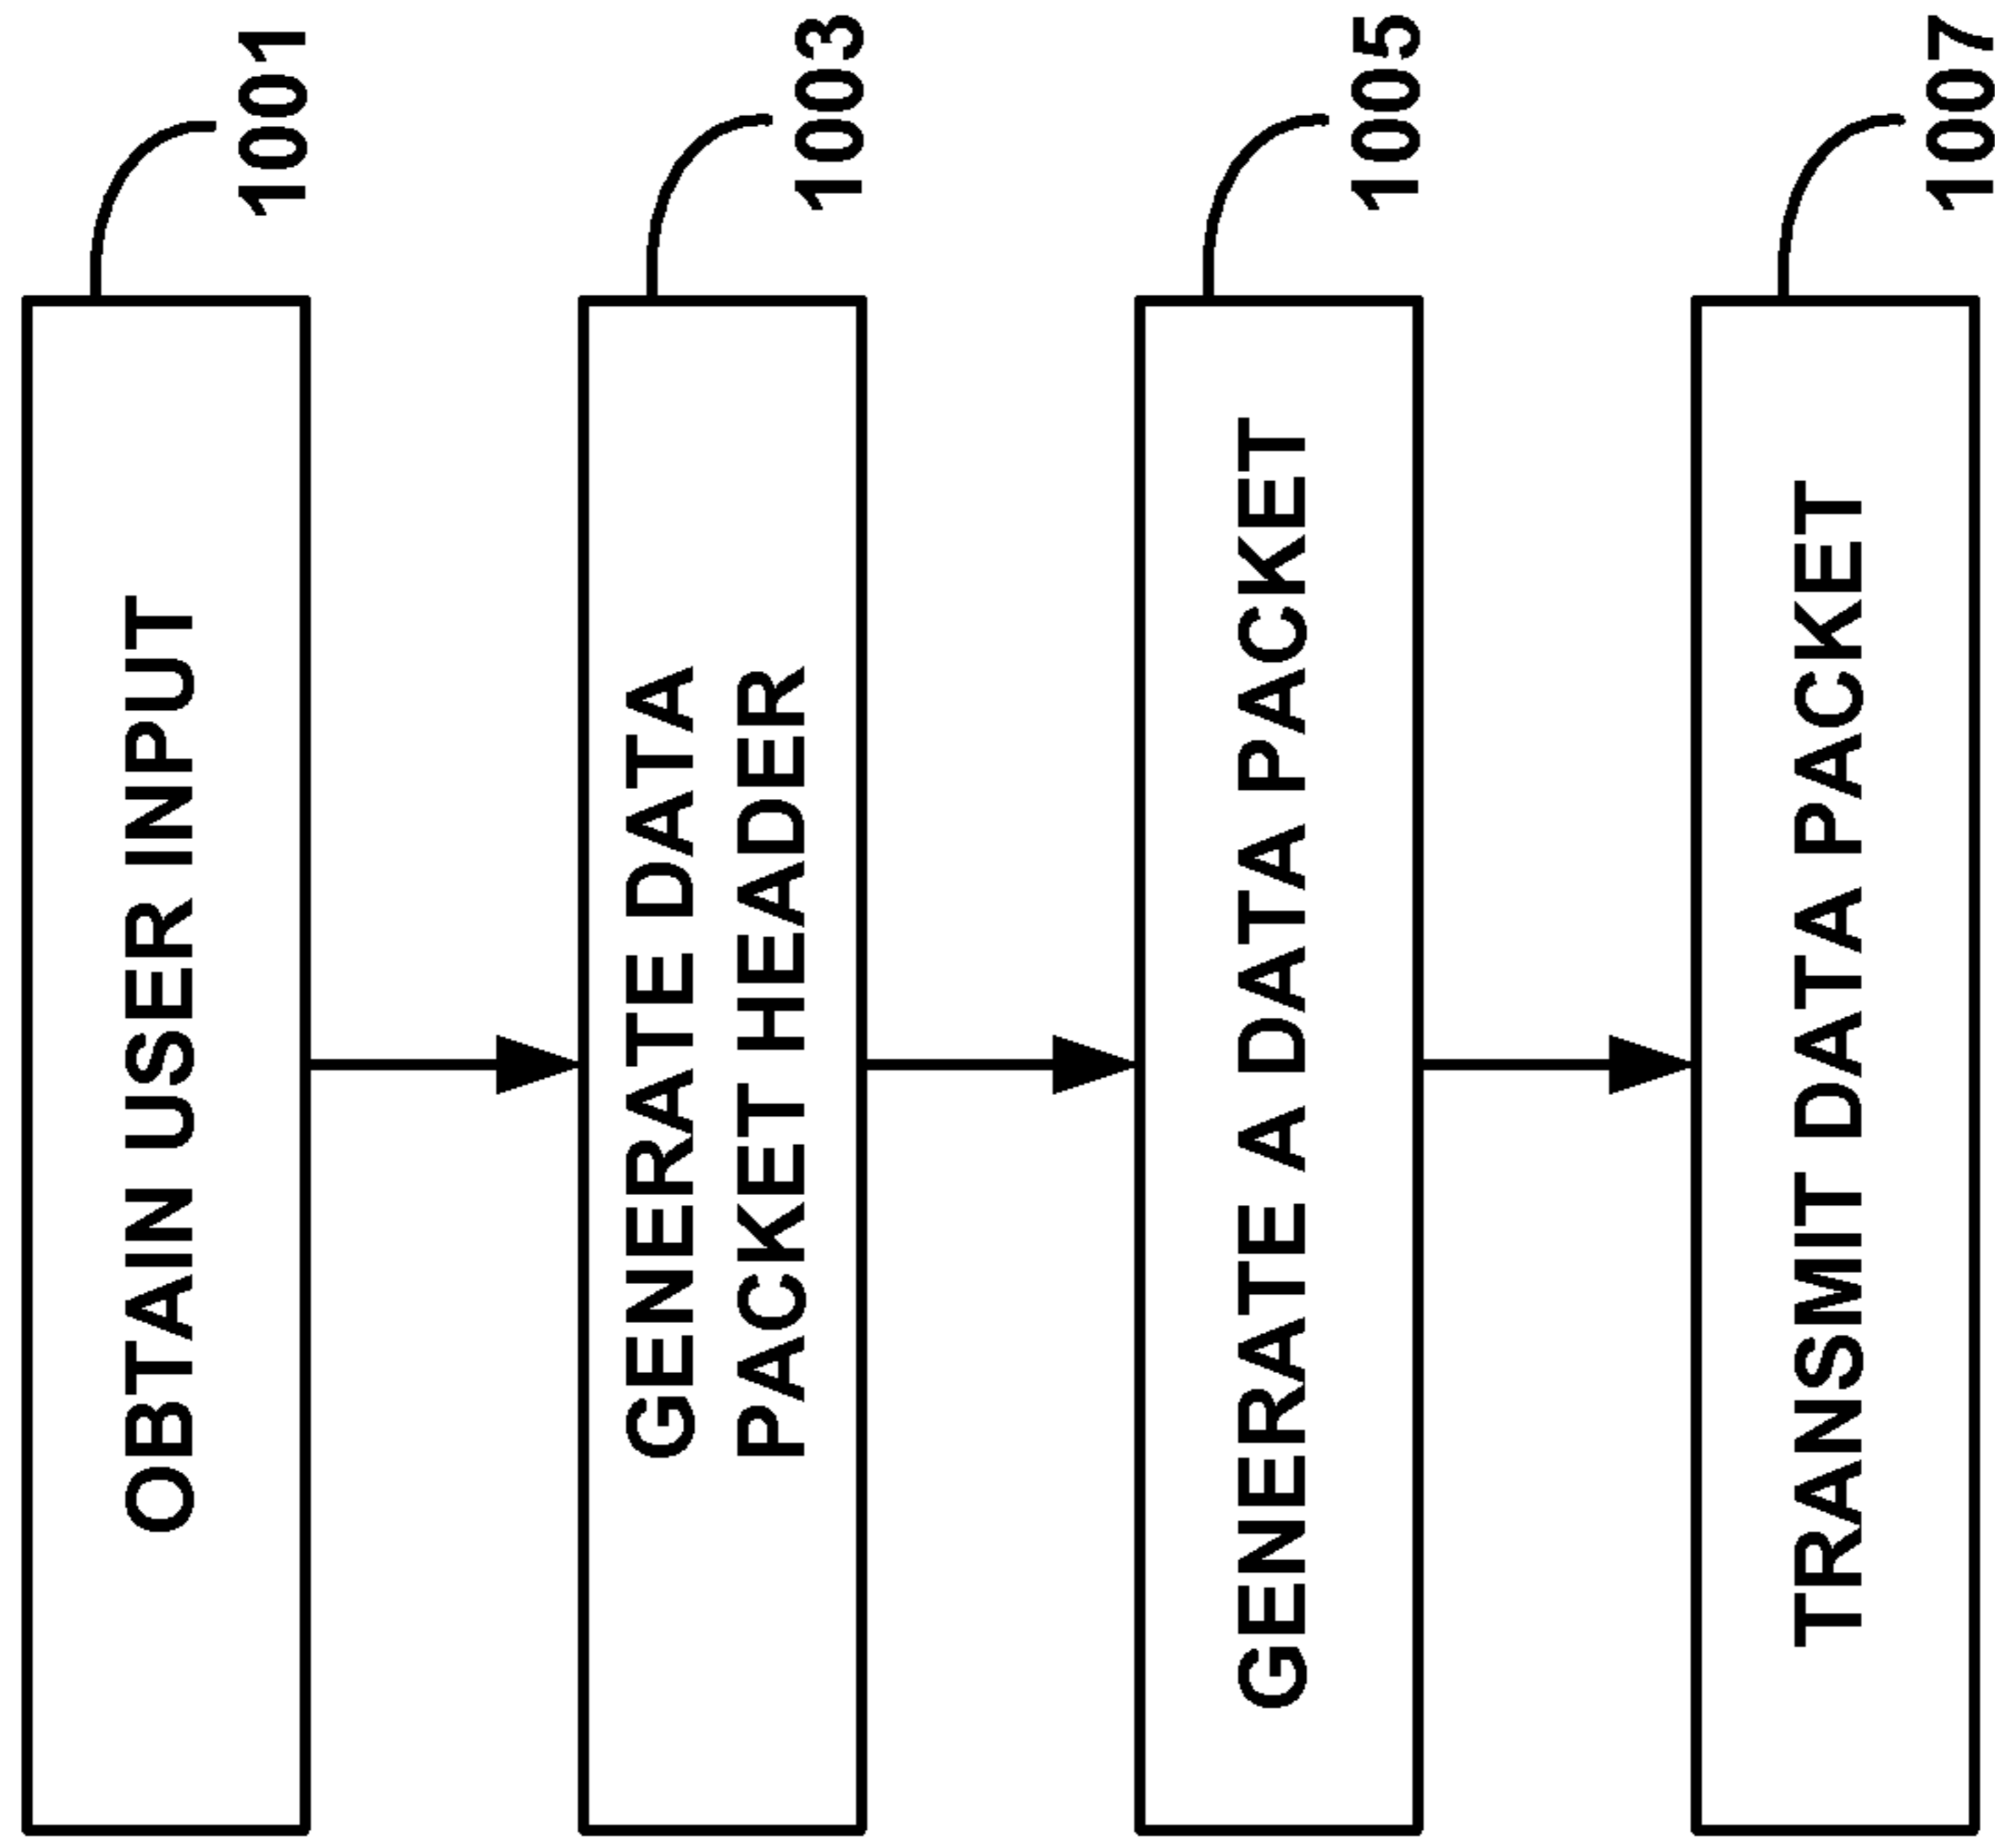 OBTAIN USER INPUT
1001
GENERATE DATA
PACKET HEADER
1003
GENERATE A DATA PACKET
1005
TRANSMIT DATA PACKET
1007